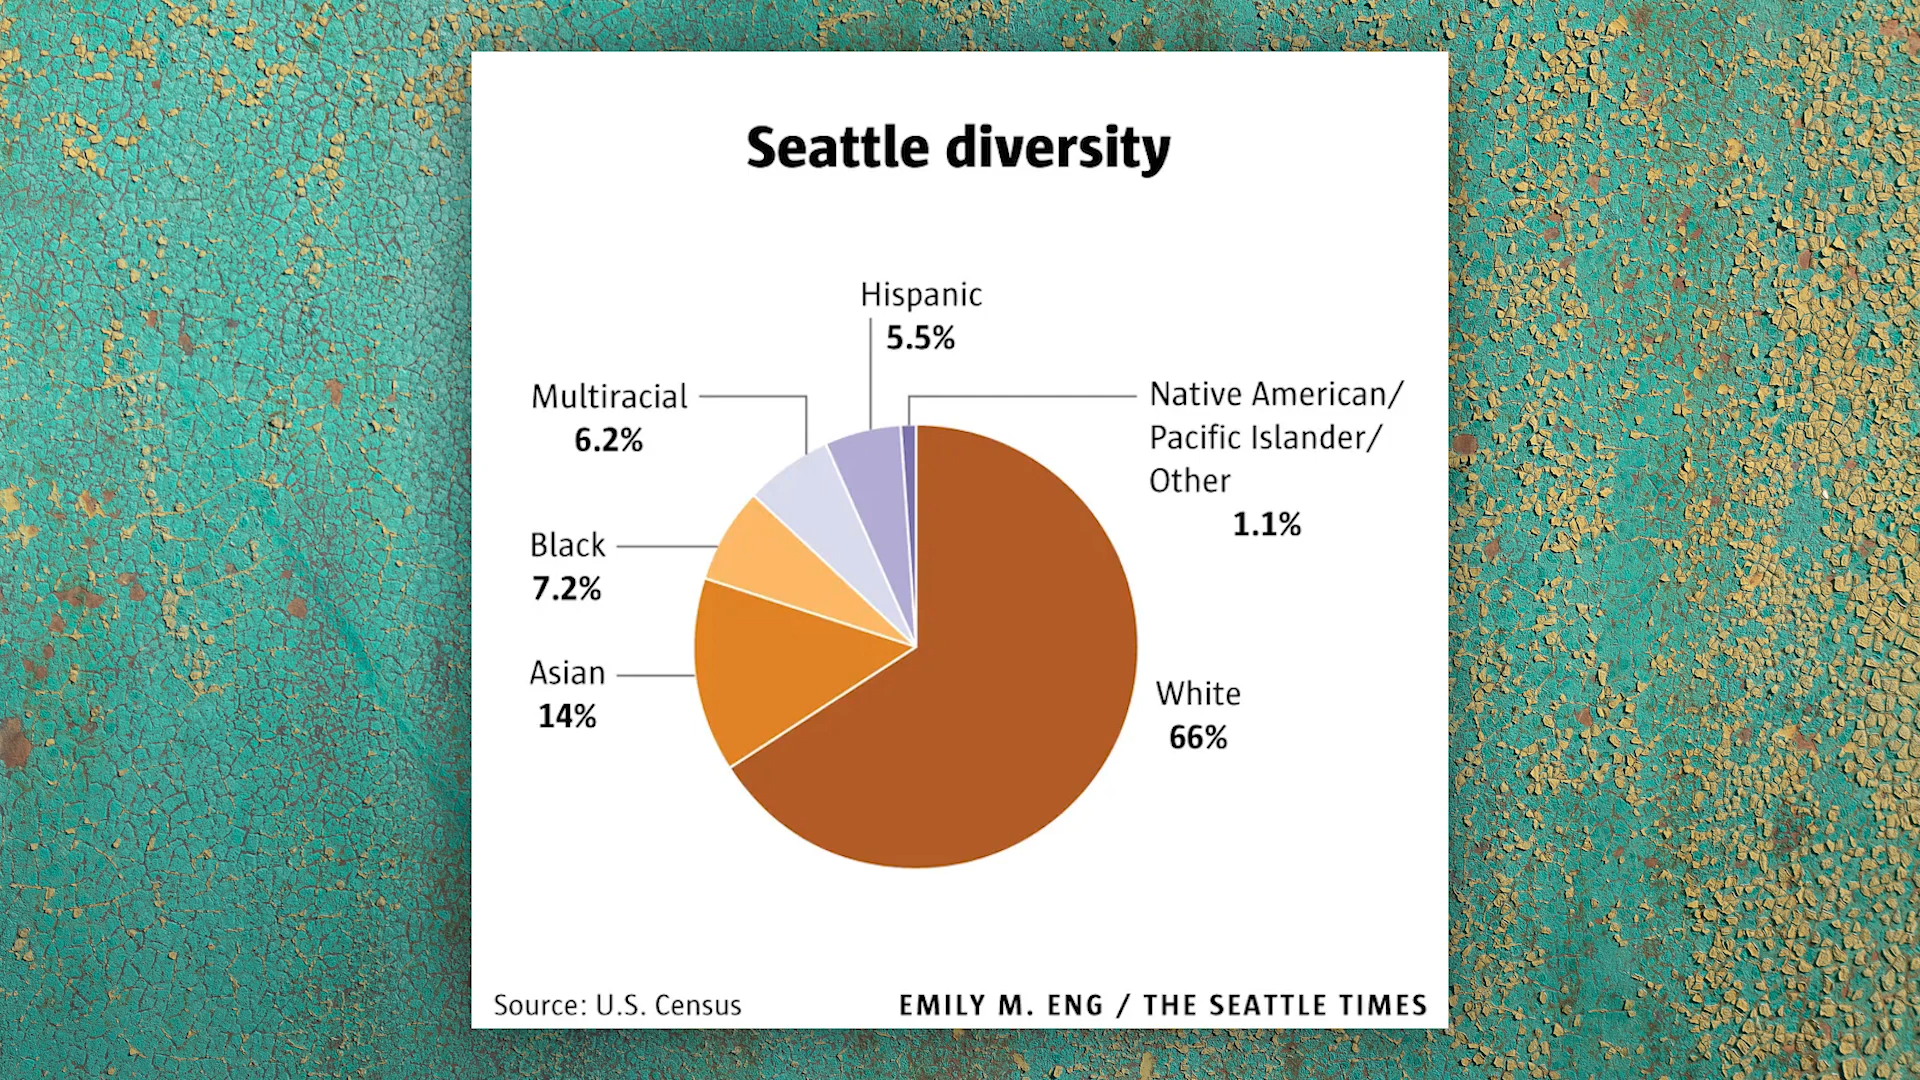 Seattle diversity
Hispanic
5.5%
Multiracial
6.2%
Native American/
Pacific Islander/
Other
1.1%
Black
7.2%
Asian
14%
White
66%
Source: U.S. Census
EMILY M. ENG / THE SEATTLE TIMES